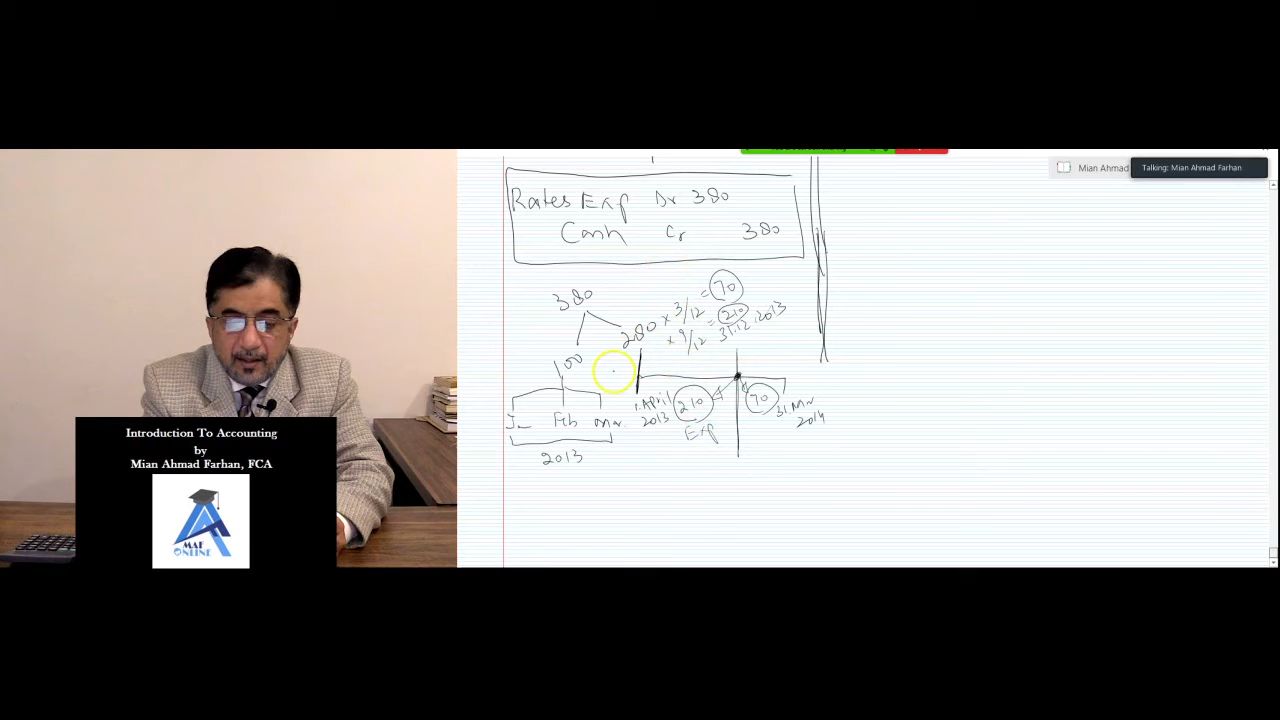 Mian Ahmad
Talking: Mian Ahmad Farhan
Rates Exp Dr 380
Cash Cr 380
380
100
280 × 3/12 = 70
× 9/12 = 210
31.12.2013
Jan Feb Mar.
2013
1.April
2013
210
Exp
70
31.Mar
2014
Introduction To Accounting
by
Mian Ahmad Farhan, FCA
MAF
ONLINE